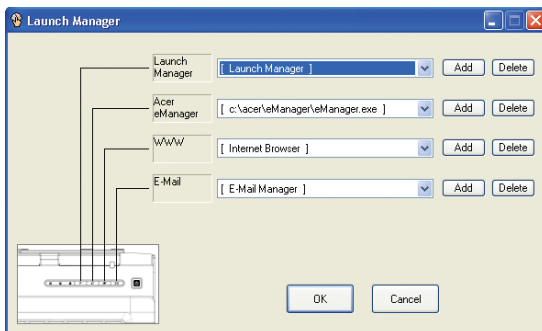 Launch Manager
Launch
Manager
[ Launch Manager ]
Add
Delete
Acer
eManager
[ c:\acer\eManager\eManager.exe ]
Add
Delete
WWW
[ Internet Browser ]
Add
Delete
E-Mail
[ E-Mail Manager ]
Add
Delete
OK
Cancel